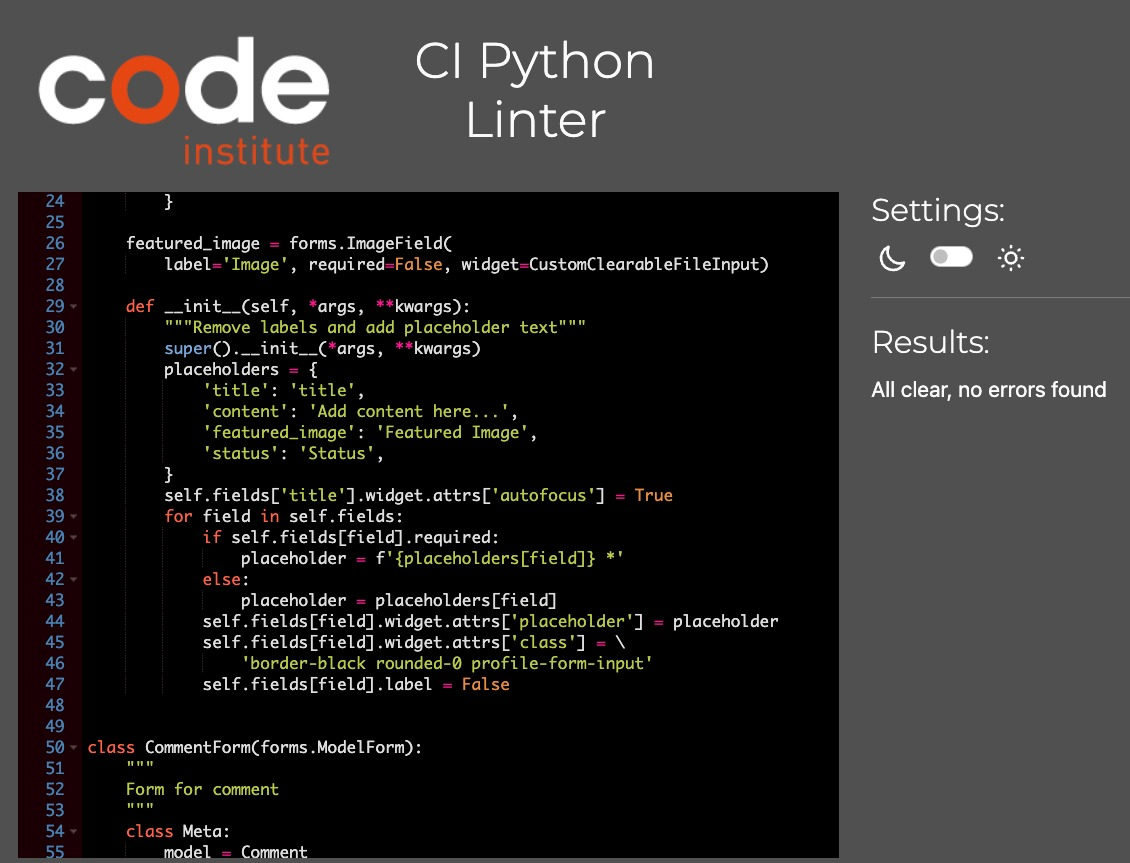 code
institute
CI Python
Linter
24 }
25
26 featured_image = forms.ImageField(
27 label='Image', required=False, widget=CustomClearableFileInput)
28
29 def __init__(self, *args, **kwargs):
30 """Remove labels and add placeholder text"""
31 super().__init__(*args, **kwargs)
32 placeholders = {
33 'title': 'title',
34 'content': 'Add content here...',
35 'featured_image': 'Featured Image',
36 'status': 'Status',
37 }
38 self.fields['title'].widget.attrs['autofocus'] = True
39 for field in self.fields:
40 if self.fields[field].required:
41 placeholder = f'{placeholders[field]} *'
42 else:
43 placeholder = placeholders[field]
44 self.fields[field].widget.attrs['placeholder'] = placeholder
45 self.fields[field].widget.attrs['class'] = \
46 'border-black rounded-0 profile-form-input'
47 self.fields[field].label = False
48
49
50 class CommentForm(forms.ModelForm):
51 """
52 Form for comment
53 """
54 class Meta:
55 model = Comment
Settings:
Results:
All clear, no errors found